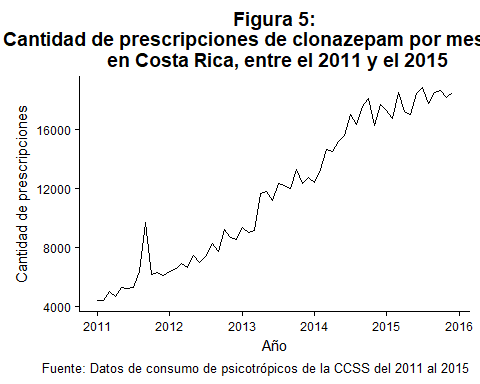 Figura 5:
Cantidad de prescripciones de clonazepam por mes
en Costa Rica, entre el 2011 y el 2015
Cantidad de prescripciones
16000
12000
8000
4000
2011 2012 2013 2014 2015 2016
Año
Fuente: Datos de consumo de psicotrópicos de la CCSS del 2011 al 2015